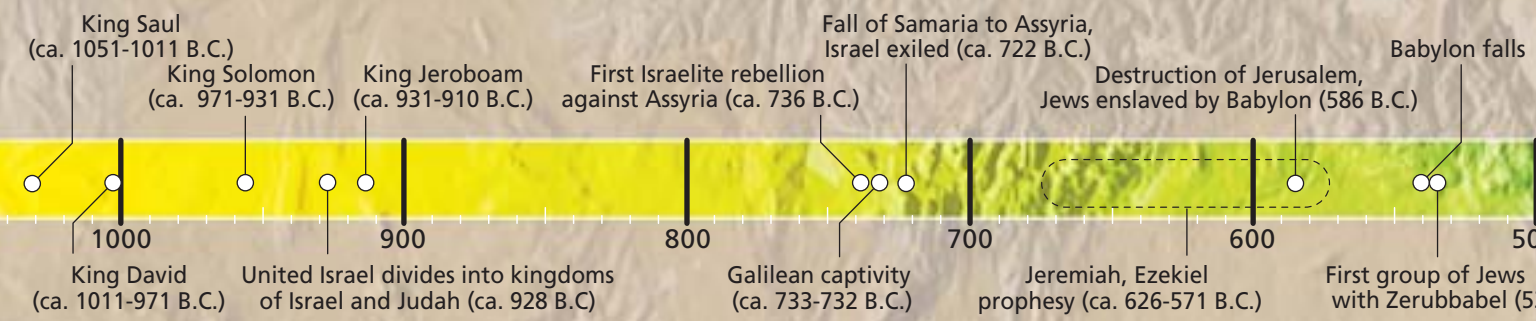 King Saul
(ca. 1051-1011 B.C.)
King Solomon
(ca. 971-931 B.C.)
King Jeroboam
(ca. 931-910 B.C.)
First Israelite rebellion
against Assyria (ca. 736 B.C.)
Fall of Samaria to Assyria,
Israel exiled (ca. 722 B.C.)
Destruction of Jerusalem,
Jews enslaved by Babylon (586 B.C.)
Babylon falls
1000
900
800
700
600
King David
(ca. 1011-971 B.C.)
United Israel divides into kingdoms
of Israel and Judah (ca. 928 B.C)
Galilean captivity
(ca. 733-732 B.C.)
Jeremiah, Ezekiel
prophesy (ca. 626-571 B.C.)
First group of Jews
with Zerubbabel